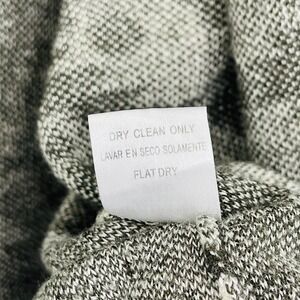 DRY CLEAN ONLY
LAVAR EN SECO SOLAMENTE
FLAT DRY